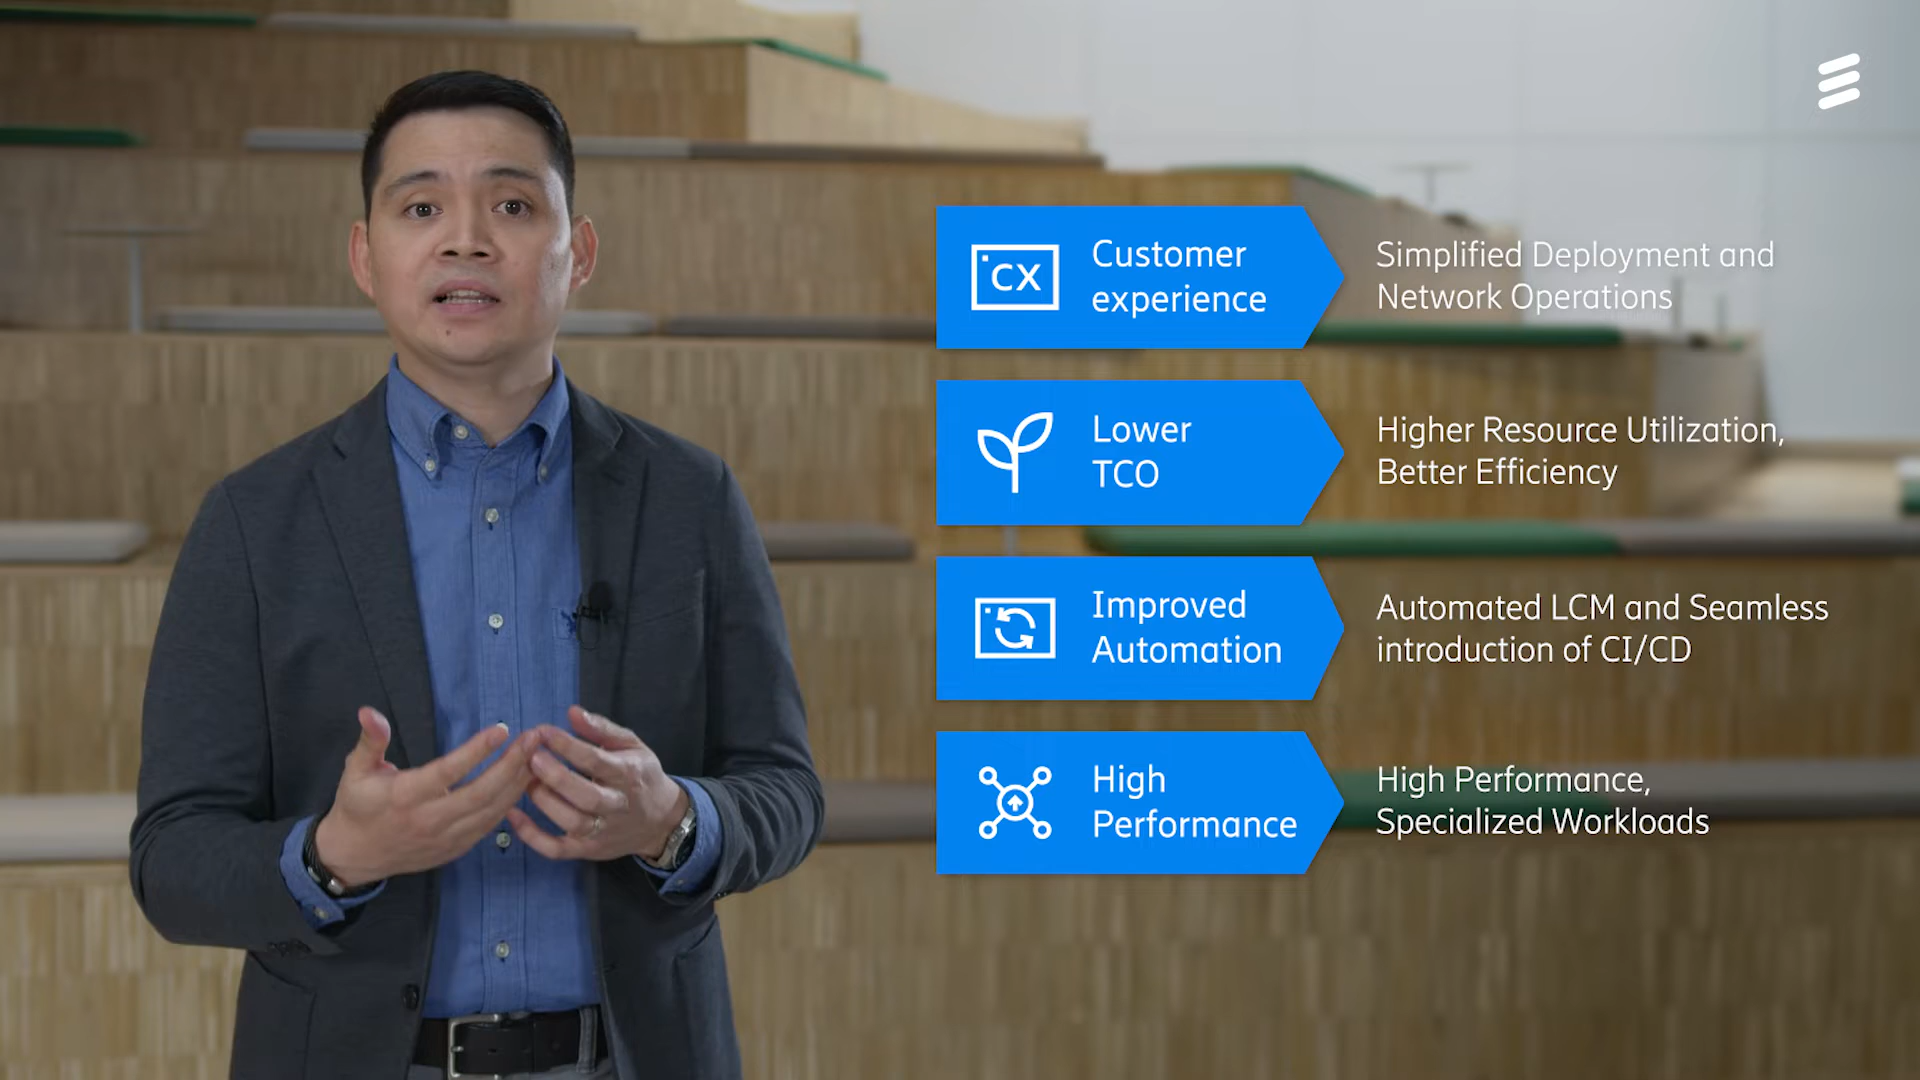 CX
Customer
experience
Simplified Deployment and
Network Operations
Lower
TCO
Higher Resource Utilization,
Better Efficiency
Improved
Automation
Automated LCM and Seamless
introduction of CI/CD
High
Performance
High Performance,
Specialized Workloads